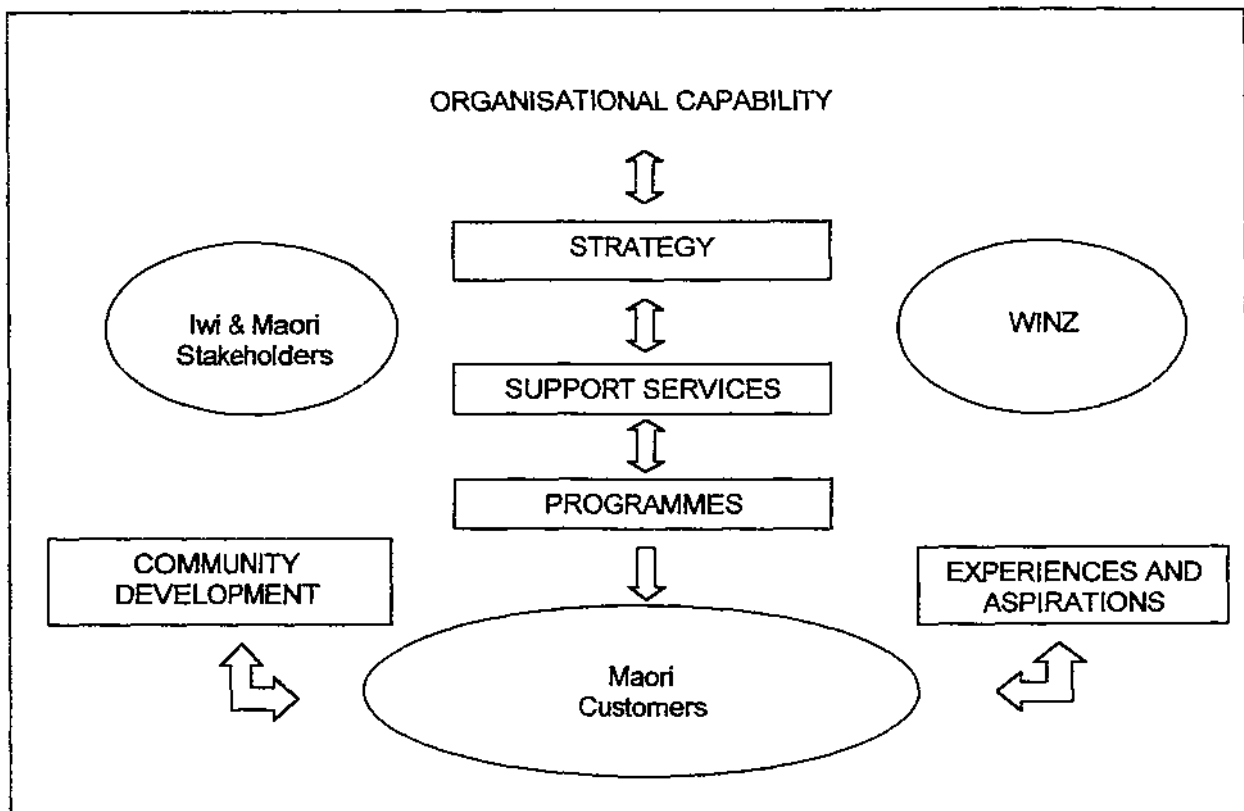 ORGANISATIONAL CAPABILITY
STRATEGY
Iwi & Maori
Stakeholders
WINZ
SUPPORT SERVICES
PROGRAMMES
COMMUNITY
DEVELOPMENT
EXPERIENCES AND
ASPIRATIONS
Maori
Customers